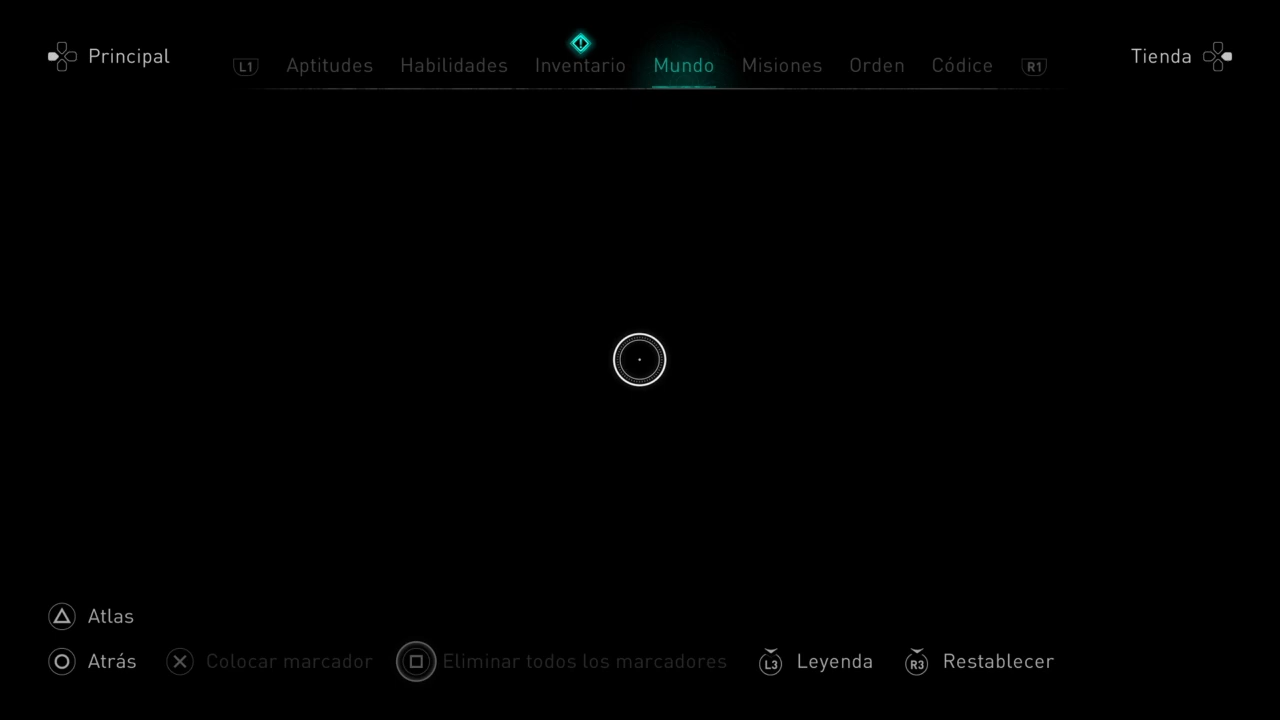 Principal
L1 Aptitudes Habilidades Inventario Mundo Misiones Orden Códice R1
Tienda
Atlas
Atrás Colocar marcador Eliminar todos los marcadores L3 Leyenda R3 Restablecer